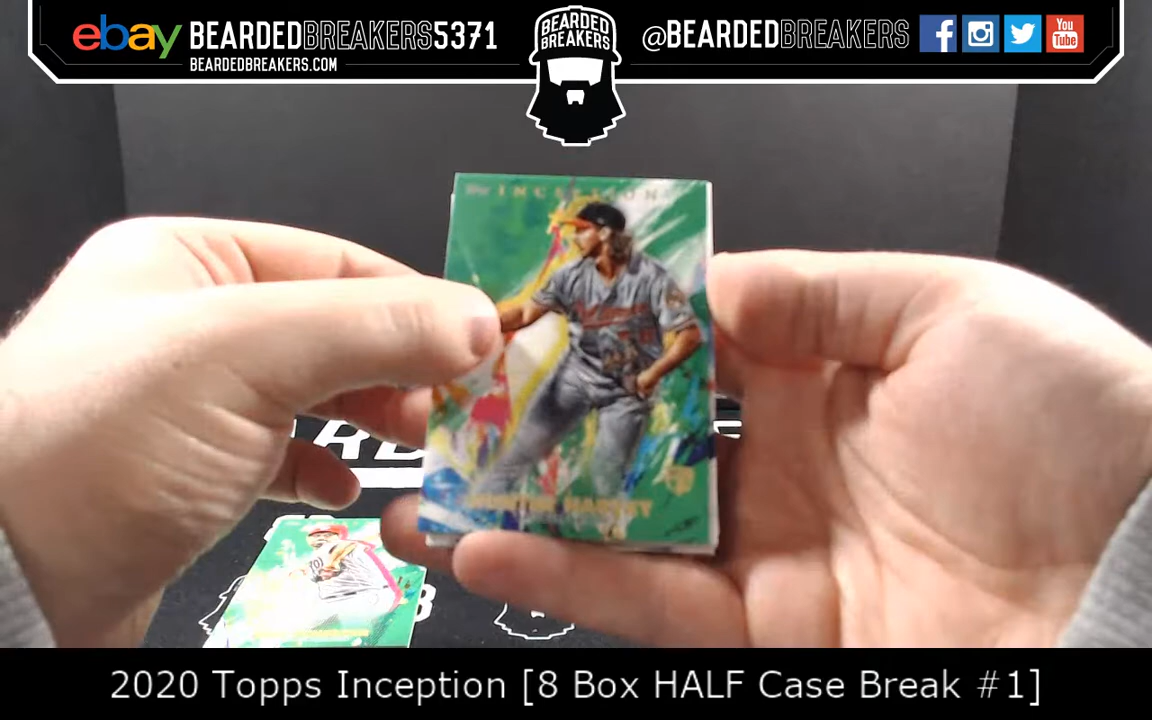 ebay BEARDEDBREAKERS5371
BEARDEDBREAKERS.COM
BEARDED
BREAKERS
@BEARDEDBREAKERS
You
Tube
INCEPTION
HARVEY
2020 Topps Inception [8 Box HALF Case Break #1]